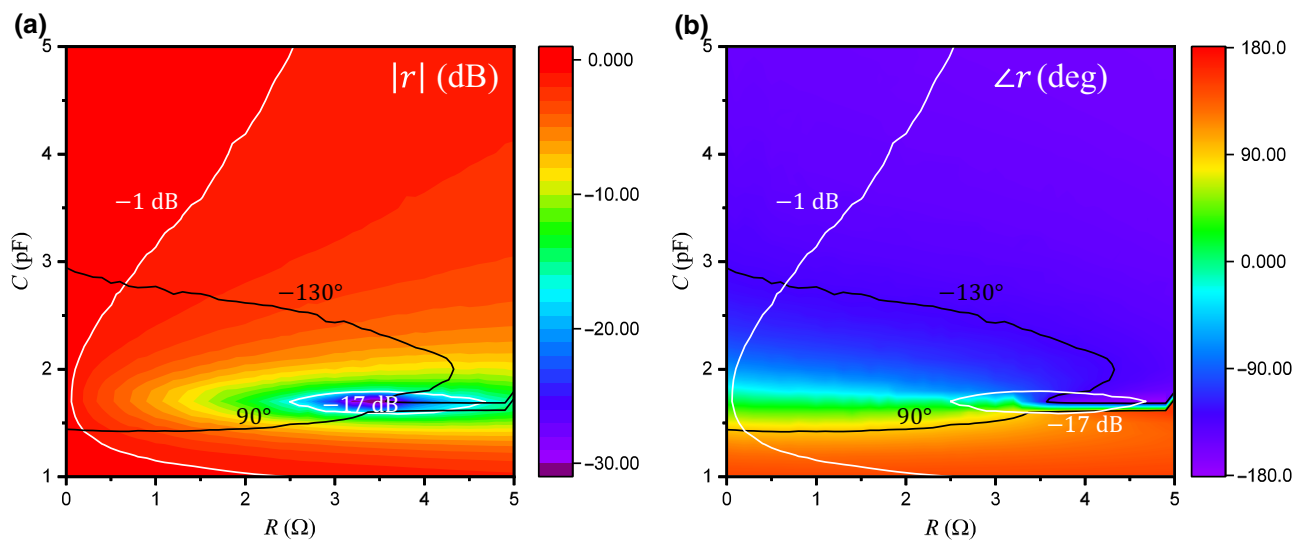 (a)
|r| (dB)
−1 dB
−130°
−17 dB
90°
5
4
3
2
1
C (pF)
0
1
2
3
4
5
R (Ω)
0.000
−10.00
−20.00
−30.00
(b)
∠r (deg)
−1 dB
−130°
90°
−17 dB
5
4
3
2
1
C (pF)
0
1
2
3
4
5
R (Ω)
180.0
90.00
0.000
−90.00
−180.0